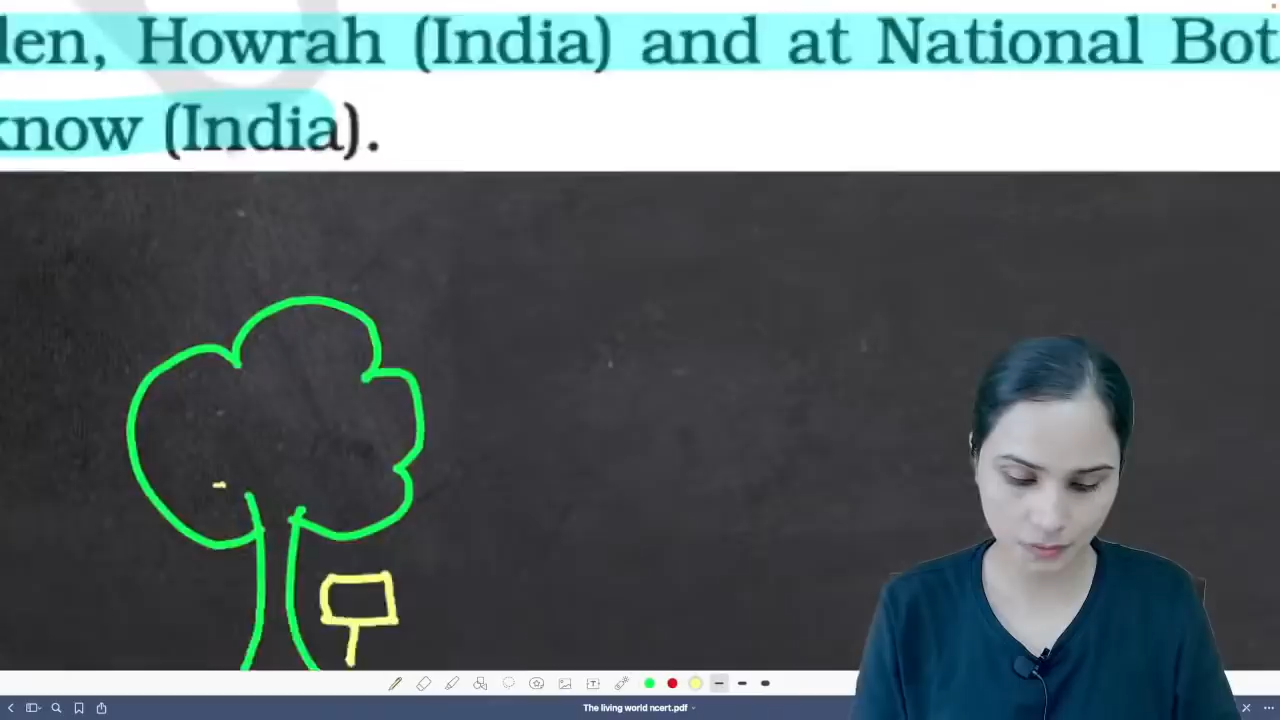 den, Howrah (India) and at National Bot
know (India).
The living world ncert.pdf